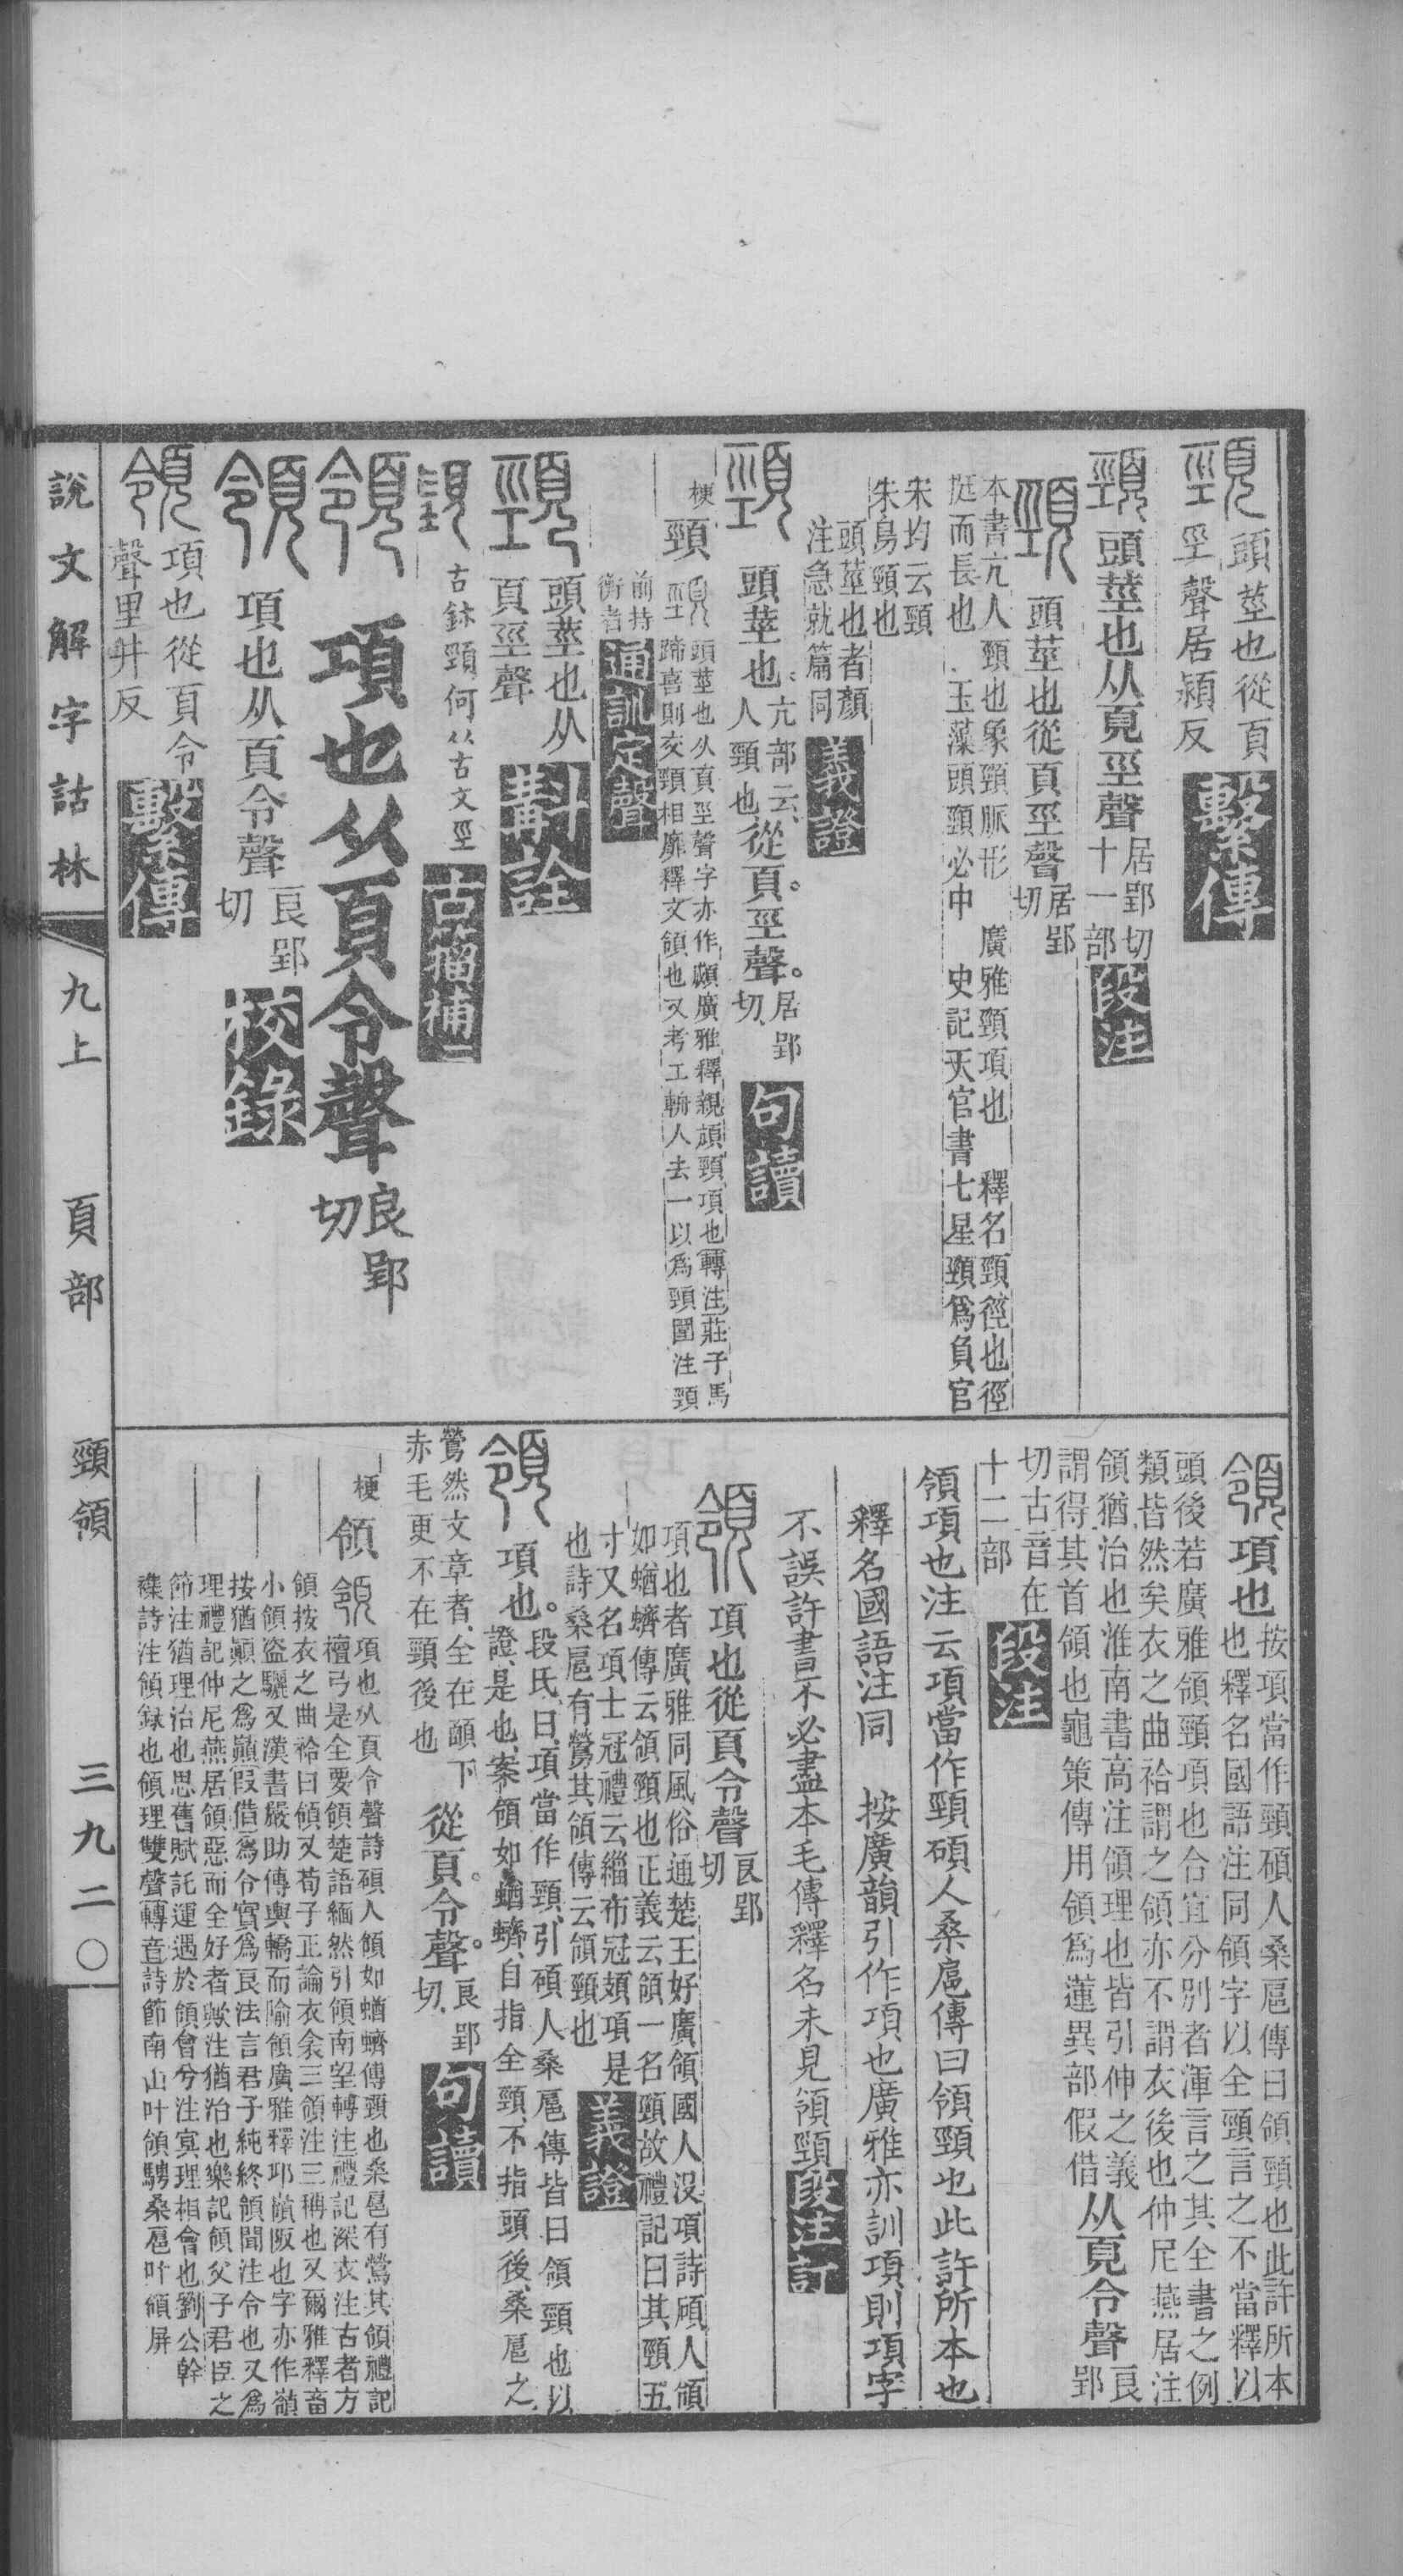 頭莖也從頁
巠聲居潁反 繫傳
頸 頭莖也从頁巠聲 居郢切
十一部 段注
頸 頭莖也從頁巠聲 居郢
切
本書亢人頸也象頸脈形 廣雅頸項也 釋名頸徑也徑
挺而長也 玉藻頭頸必中 史記天官書七星頸爲負官
宋均云頸
朱鳥頸也
頭莖也者顏
注急就篇同 義證
頸 頭莖也 亢部云
人頸也 從頁。巠聲。 居郢
切 句讀
梗 頸 頭莖也从頁巠聲字亦作頲廣雅釋親頏頸項也轉注莊子馬
蹄喜則交頸相靡釋文領也又考工輈人去一以爲頸圍注頸
前持
衡者 通訓定聲
頸 頭莖也从
頁巠聲 斠詮
古鉢頸何从古文巠 古籀補
領 項也从頁令聲 良郢
切
領 項也从頁令聲 良郢
切 校錄
領 項也從頁令
聲里井反 繫傳
領 項也 按項當作頸碩人桑扈傳曰領頸也此許所本
也釋名國語注同領字以全頸言之不當釋以
頭後若廣雅領頸項也合宜分別者渾言之其全書之例
類皆然矣衣之曲袷謂之領亦不謂衣後也仲尼燕居注
領猶治也淮南書高注領理也皆引伸之義
謂得其首領也龜策傳用領爲蓮異部假借 从頁令聲 良
郢
切古音在
十二部 段注
領項也注云項當作頸碩人桑扈傳曰領頸也此許所本也
釋名國語注同 按廣韻引作項也廣雅亦訓項則項字
不誤許書不必盡本毛傳釋名未見領頸 段注訂
領 項也從頁令聲 良郢
切
項也者廣雅同風俗通楚王好廣領國人沒項詩碩人領
如蝤蠐傳云領頸也正義云領一名頸故禮記曰其頸五
寸又名項士冠禮云緇布冠頍項是
也詩桑扈有鶯其領傳云領頸也 義證
領 項也。 段氏曰項當作頸引碩人桑扈傳皆曰領頸也以
證是也案領如蝤蠐自指全頸不指頭後桑扈之
鶯然文章者全在頤下
赤毛更不在頸後也 從頁。令聲。 良郢
切 句讀
梗 領 項也从頁令聲詩碩人領如蝤蠐傳頸也桑扈有鶯其領禮記
檀弓是全要領楚語緬然引領南望轉注禮記深衣注古者方
領按衣之曲袷曰領又荀子正論衣衾三領注三稱也又爾雅釋畜
小領盜驪又漢書嚴助傳輿轎而隃領廣雅釋邱嶺阪也字亦作嶺
按猶顚之爲巔假借爲令實爲良法言君子純終領聞注令也又爲
理禮記仲尼燕居領惡而全好者歟注猶治也樂記領父子君臣之
節注猶理治也思舊賦託運遇於領會兮注冥理相會也劉公幹
襍詩注領錄也領理雙聲轉音詩節南山叶領騁桑扈叶領屏
說文解字詁林 九上 頁部 頸領 三九二〇